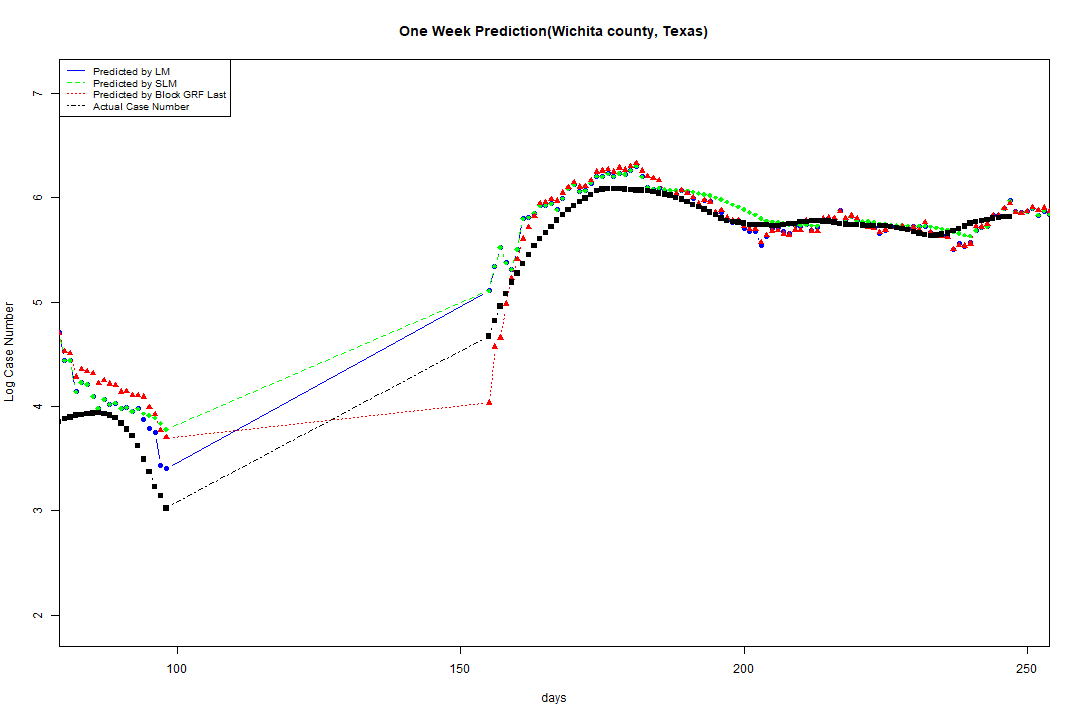 One Week Prediction(Wichita county, Texas)
Predicted by LM
Predicted by SLM
Predicted by Block GRF Last
Actual Case Number
7
6
5
4
3
2
Log Case Number
100
150
200
250
days